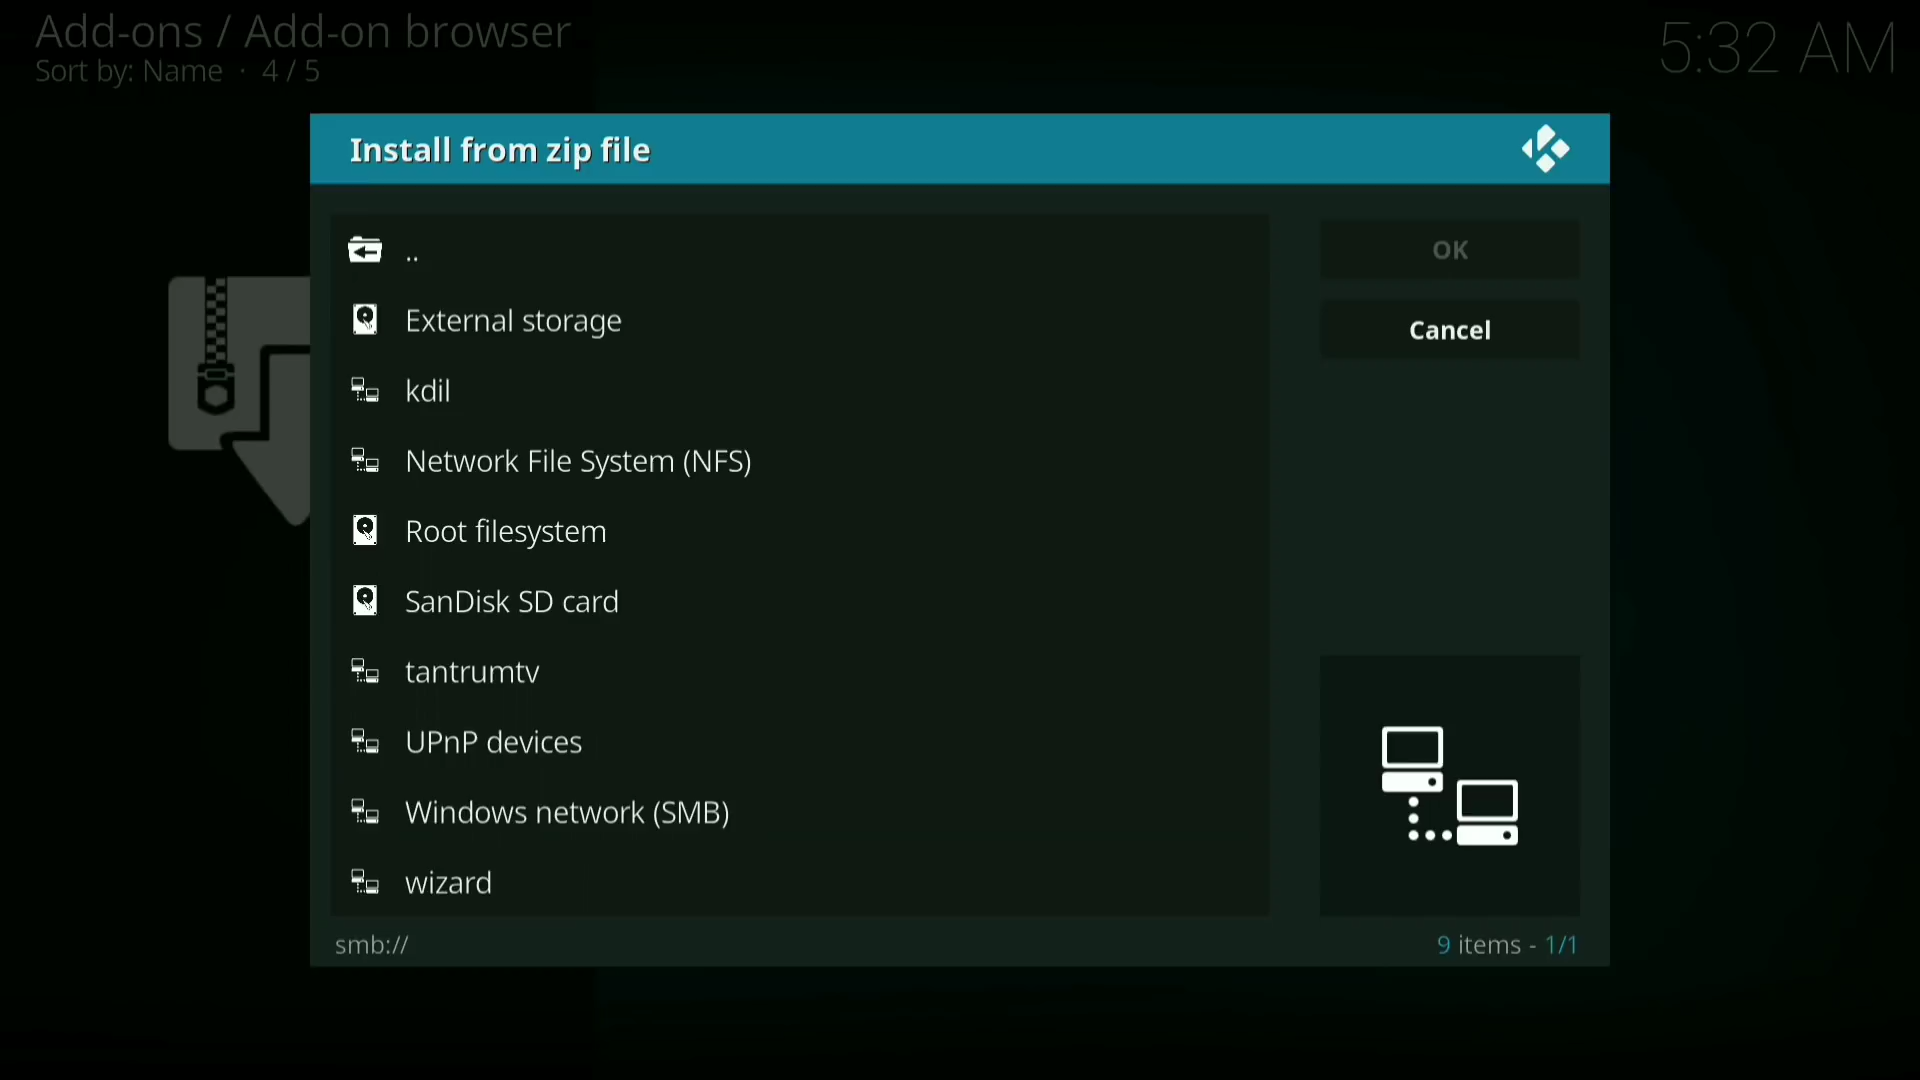 Add-ons / Add-on browser
Sort by: Name · 4 / 5
5:32 AM
Install from zip file
..
External storage
kdil
Network File System (NFS)
Root filesystem
SanDisk SD card
tantrumtv
UPnP devices
Windows network (SMB)
wizard
OK
Cancel
smb://
9 items - 1/1